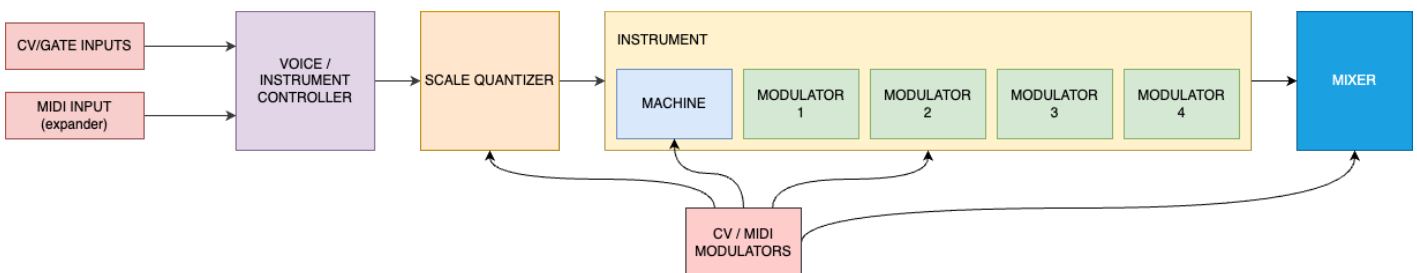 CV/GATE INPUTS
MIDI INPUT
(expander)
VOICE /
INSTRUMENT
CONTROLLER
SCALE QUANTIZER
INSTRUMENT
MACHINE
MODULATOR
1
MODULATOR
2
MODULATOR
3
MODULATOR
4
MIXER
CV / MIDI
MODULATORS